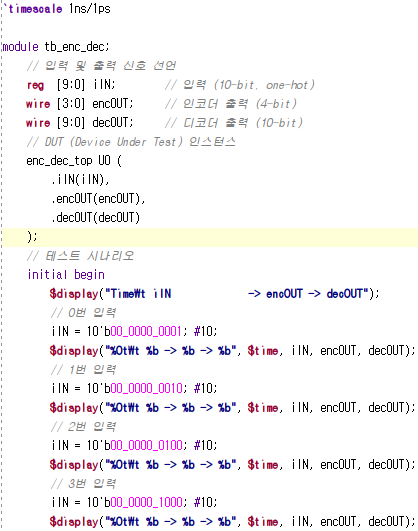 `timescale 1ns/1ps
module tb_enc_dec;
// 입력 및 출력 신호 선언
reg [9:0] iIN; // 입력 (10-bit, one-hot)
wire [3:0] encOUT; // 인코더 출력 (4-bit)
wire [9:0] decOUT; // 디코더 출력 (10-bit)
// DUT (Device Under Test) 인스턴스
enc_dec_top U0 (
.iIN(iIN),
.encOUT(encOUT),
.decOUT(decOUT)
);
// 테스트 시나리오
initial begin
$display("Time₩t iIN -> encOUT -> decOUT");
// 0번 입력
iIN = 10'b00_0000_0001; #10;
$display("%0t₩t %b -> %b -> %b", $time, iIN, encOUT, decOUT);
// 1번 입력
iIN = 10'b00_0000_0010; #10;
$display("%0t₩t %b -> %b -> %b", $time, iIN, encOUT, decOUT);
// 2번 입력
iIN = 10'b00_0000_0100; #10;
$display("%0t₩t %b -> %b -> %b", $time, iIN, encOUT, decOUT);
// 3번 입력
iIN = 10'b00_0000_1000; #10;
$display("%0t₩t %b -> %b -> %b", $time, iIN, encOUT, decOUT);